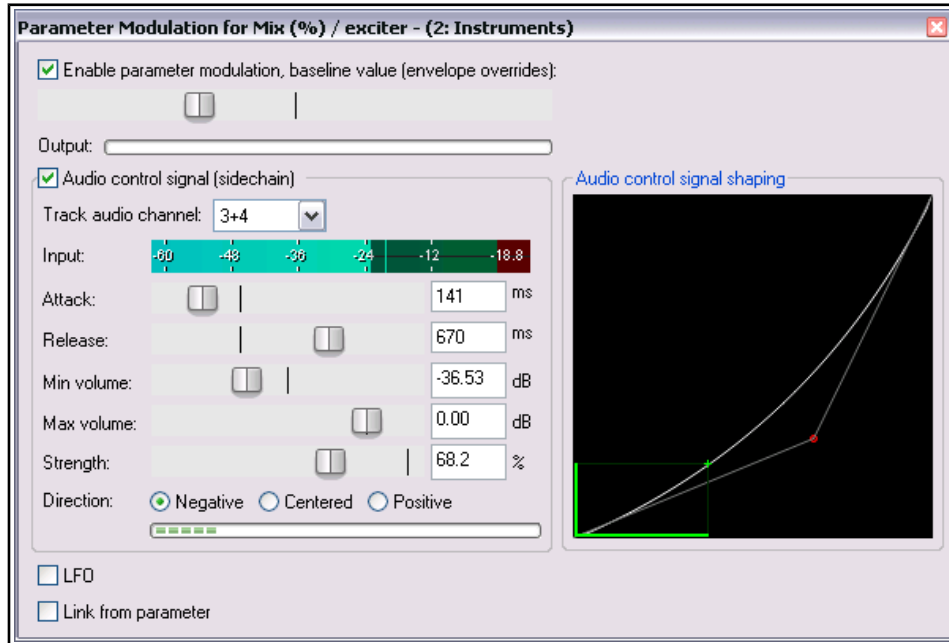 Parameter Modulation for Mix (%) / exciter - (2: Instruments)
Enable parameter modulation, baseline value (envelope overrides):
Output:
Audio control signal (sidechain)
Track audio channel: 3+4
Input: -60 -48 -36 -24 -12 -18.8
Attack: 141 ms
Release: 670 ms
Min volume: -36.53 dB
Max volume: 0.00 dB
Strength: 68.2 %
Direction: Negative Centered Positive
Audio control signal shaping
LFO
Link from parameter